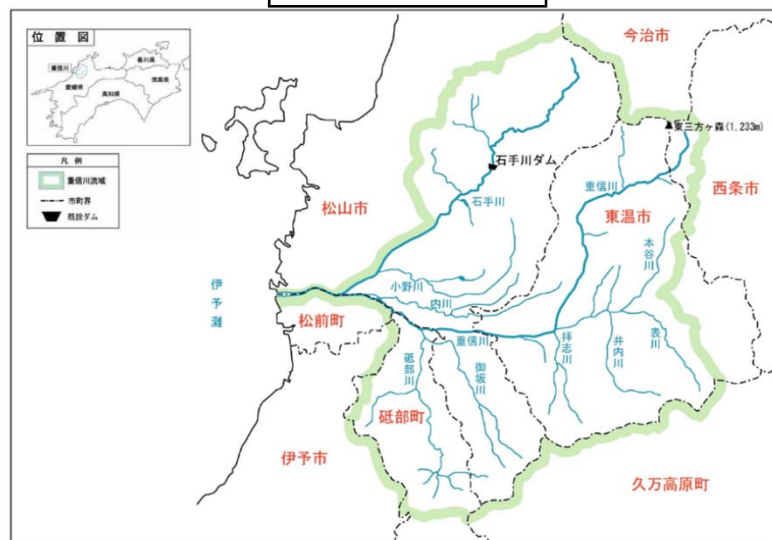 位置図
重信川
香川県
徳島県
愛媛県
高知県
凡例
重信川流域
市町界
既設ダム
今治市
東三方ヶ森(1.233m)
石手川ダム
西条市
重信川
松山市
石手川
東温市
本谷川
伊予灘
小野川
内川
松前町
重信川
拝志川
井内川
表川
砥部川
御坂川
砥部町
伊予市
久万高原町